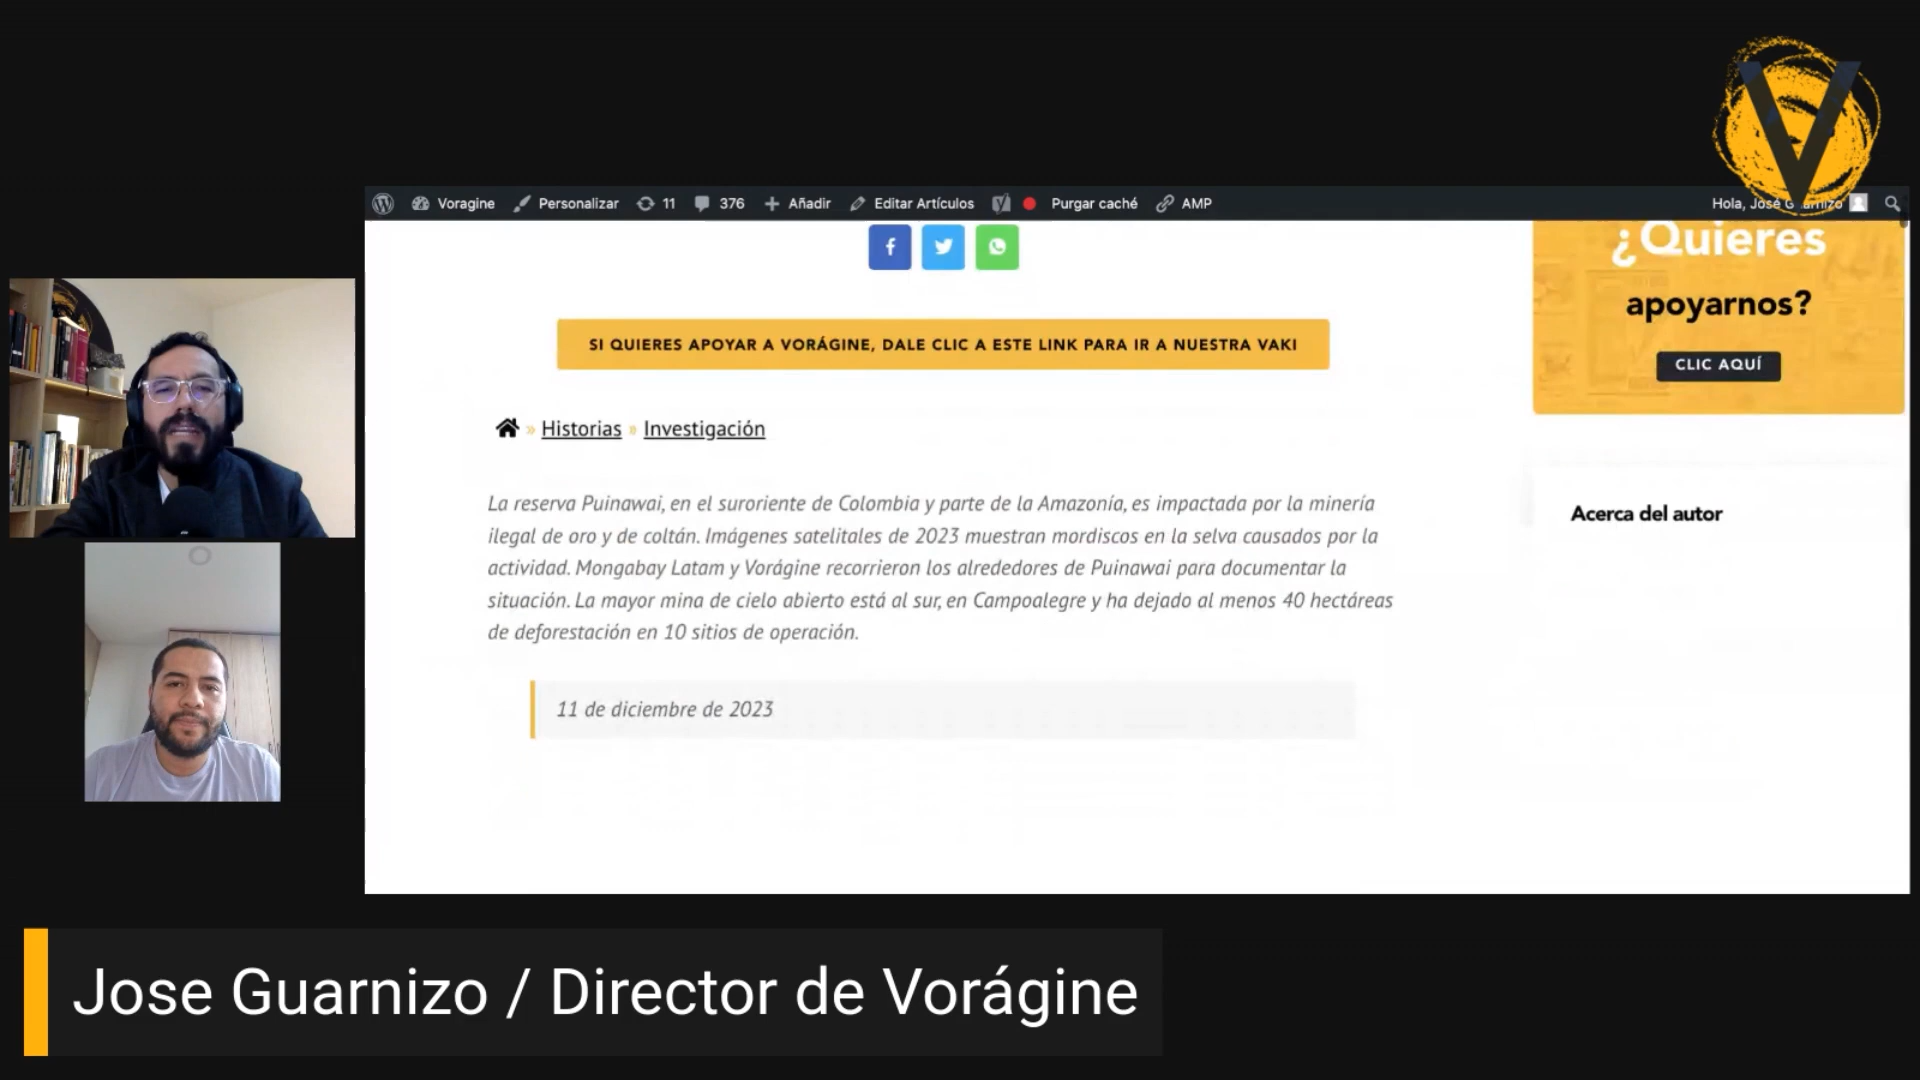 V
Voragine Personalizar 11 376 Añadir Editar Artículos Purgar caché AMP
Hola, José G
f
SI QUIERES APOYAR A VORÁGINE, DALE CLIC A ESTE LINK PARA IR A NUESTRA VAKI
¿Quieres
apoyarnos?
CLIC AQUÍ
» Historias » Investigación
La reserva Puinawai, en el suroriente de Colombia y parte de la Amazonía, es impactada por la minería
ilegal de oro y de coltán. Imágenes satelitales de 2023 muestran mordiscos en la selva causados por la
actividad. Mongabay Latam y Vorágine recorrieron los alrededores de Puinawai para documentar la
situación. La mayor mina de cielo abierto está al sur, en Campoalegre y ha dejado al menos 40 hectáreas
de deforestación en 10 sitios de operación.
11 de diciembre de 2023
Acerca del autor
Jose Guarnizo / Director de Vorágine